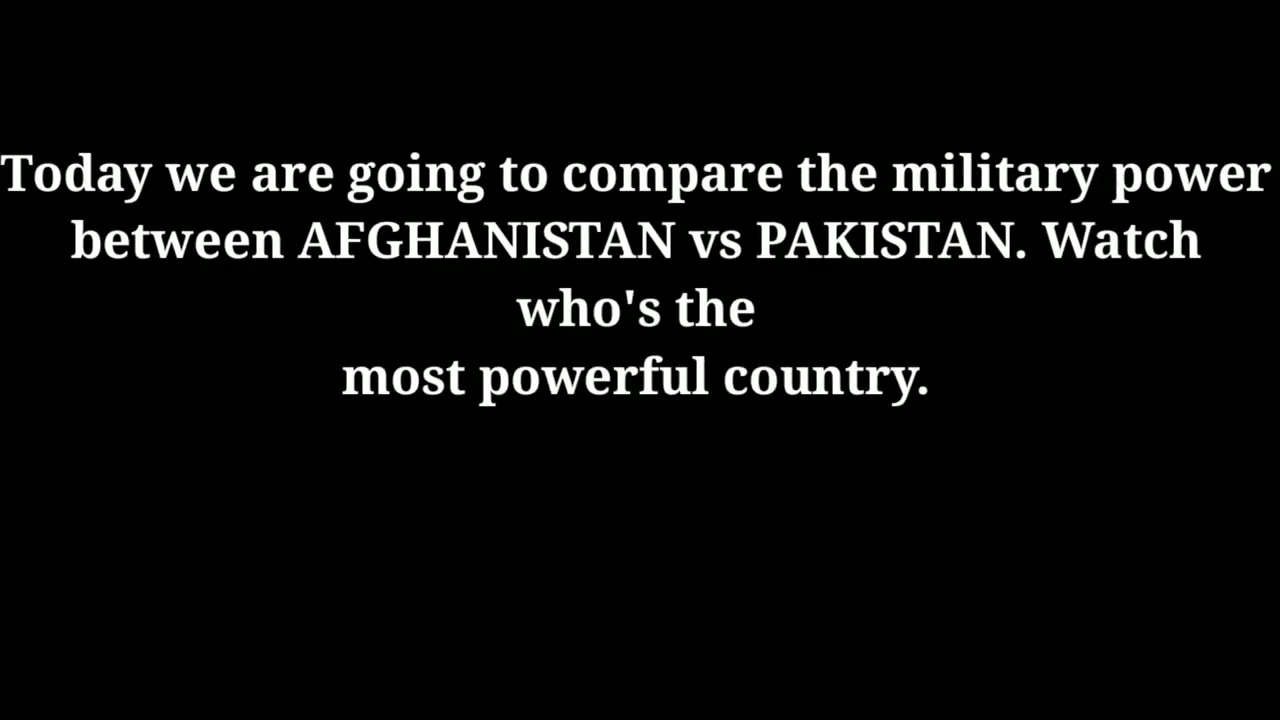 Today we are going to compare the military power
between AFGHANISTAN vs PAKISTAN. Watch
who's the
most powerful country.